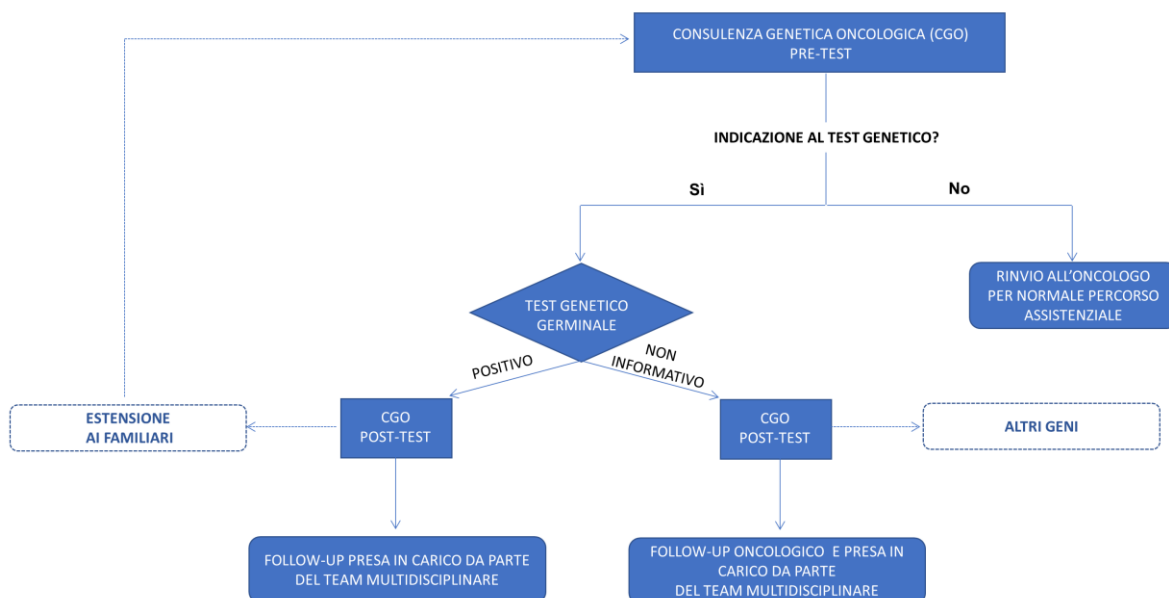 CONSULENZA GENETICA ONCOLOGICA (CGO)
PRE-TEST
INDICAZIONE AL TEST GENETICO?
Sì
No
RINVIO ALL'ONCOLOGO
PER NORMALE PERCORSO
ASSISTENZIALE
TEST GENETICO
GERMINALE
POSITIVO
NON
INFORMATIVO
ESTENSIONE
AI FAMILIARI
CGO
POST-TEST
CGO
POST-TEST
ALTRI GENI
FOLLOW-UP PRESA IN CARICO DA PARTE
DEL TEAM MULTIDISCIPLINARE
FOLLOW-UP ONCOLOGICO E PRESA IN
CARICO DA PARTE
DEL TEAM MULTIDISCIPLINARE